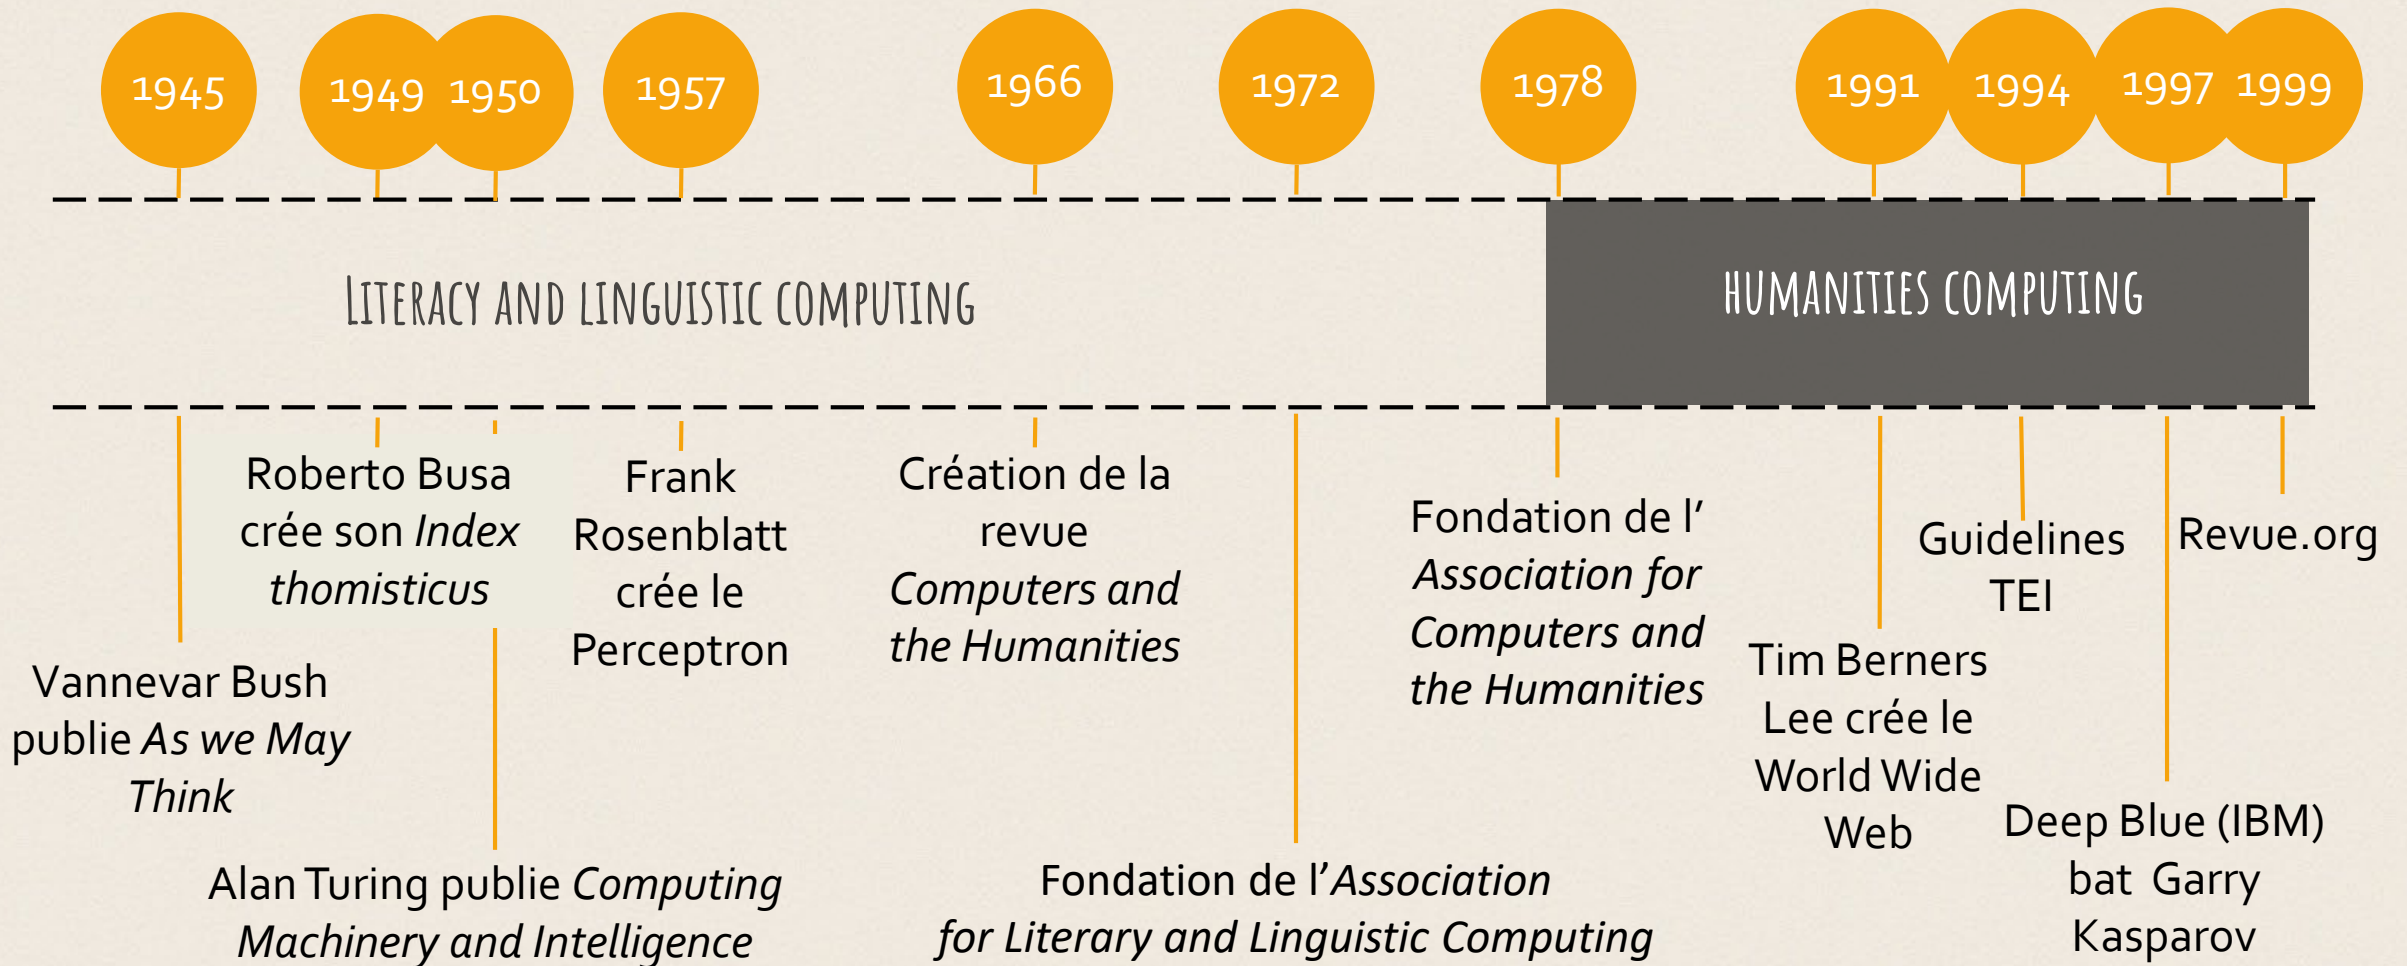 1945
1949
1950
1957
1966
1972
1978
1991
1994
1997
1999
LITERACY AND LINGUISTIC COMPUTING
HUMANITIES COMPUTING
Vannevar Bush
publie As we May
Think
Roberto Busa
crée son Index
thomisticus
Alan Turing publie Computing
Machinery and Intelligence
Frank
Rosenblatt
crée le
Perceptron
Création de la
revue
Computers and
the Humanities
Fondation de l’Association
for Literary and Linguistic Computing
Fondation de l’
Association for
Computers and
the Humanities
Tim Berners
Lee crée le
World Wide
Web
Guidelines
TEI
Deep Blue (IBM)
bat Garry
Kasparov
Revue.org